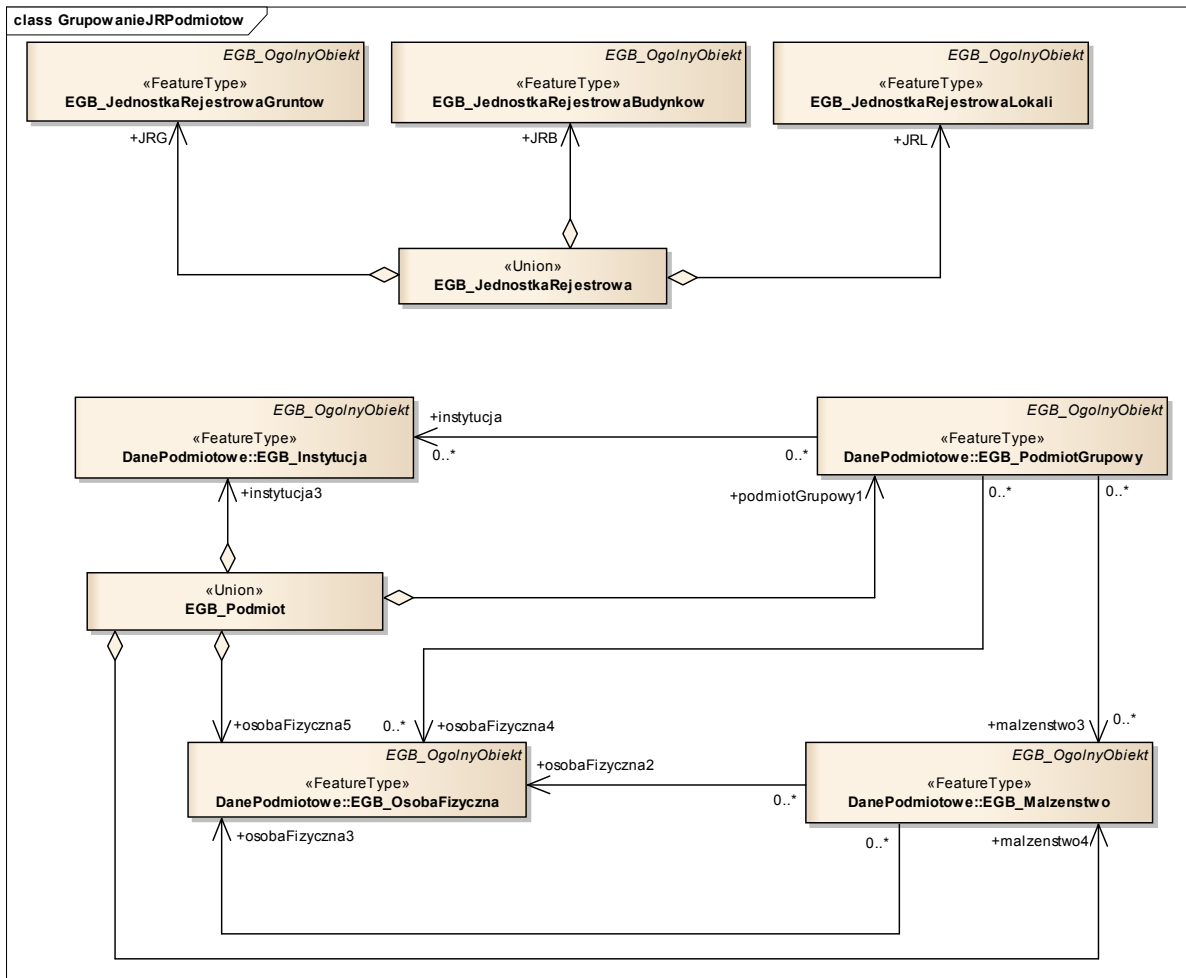 class GrupowanieJRPodmiotow
EGB_OgolnyObiekt
«FeatureType»
EGB_JednostkaRejestrowaGruntow
EGB_OgolnyObiekt
«FeatureType»
EGB_JednostkaRejestrowaBudynkow
EGB_OgolnyObiekt
«FeatureType»
EGB_JednostkaRejestrowaLokali
+JRG
+JRB
+JRL
«Union»
EGB_JednostkaRejestrowa
EGB_OgolnyObiekt
«FeatureType»
DanePodmiotowe::EGB_Instytucja
+instytucja
0..*
0..*
EGB_OgolnyObiekt
«FeatureType»
DanePodmiotowe::EGB_PodmiotGrupowy
+instytucja3
+podmiotGrupowy1
0..*
0..*
«Union»
EGB_Podmiot
+osobaFizyczna5
0..*
+osobaFizyczna4
+malzenstwo3
0..*
EGB_OgolnyObiekt
«FeatureType»
DanePodmiotowe::EGB_OsobaFizyczna
+osobaFizyczna2
0..*
EGB_OgolnyObiekt
«FeatureType»
DanePodmiotowe::EGB_Malzenstwo
+osobaFizyczna3
0..*
+malzenstwo4